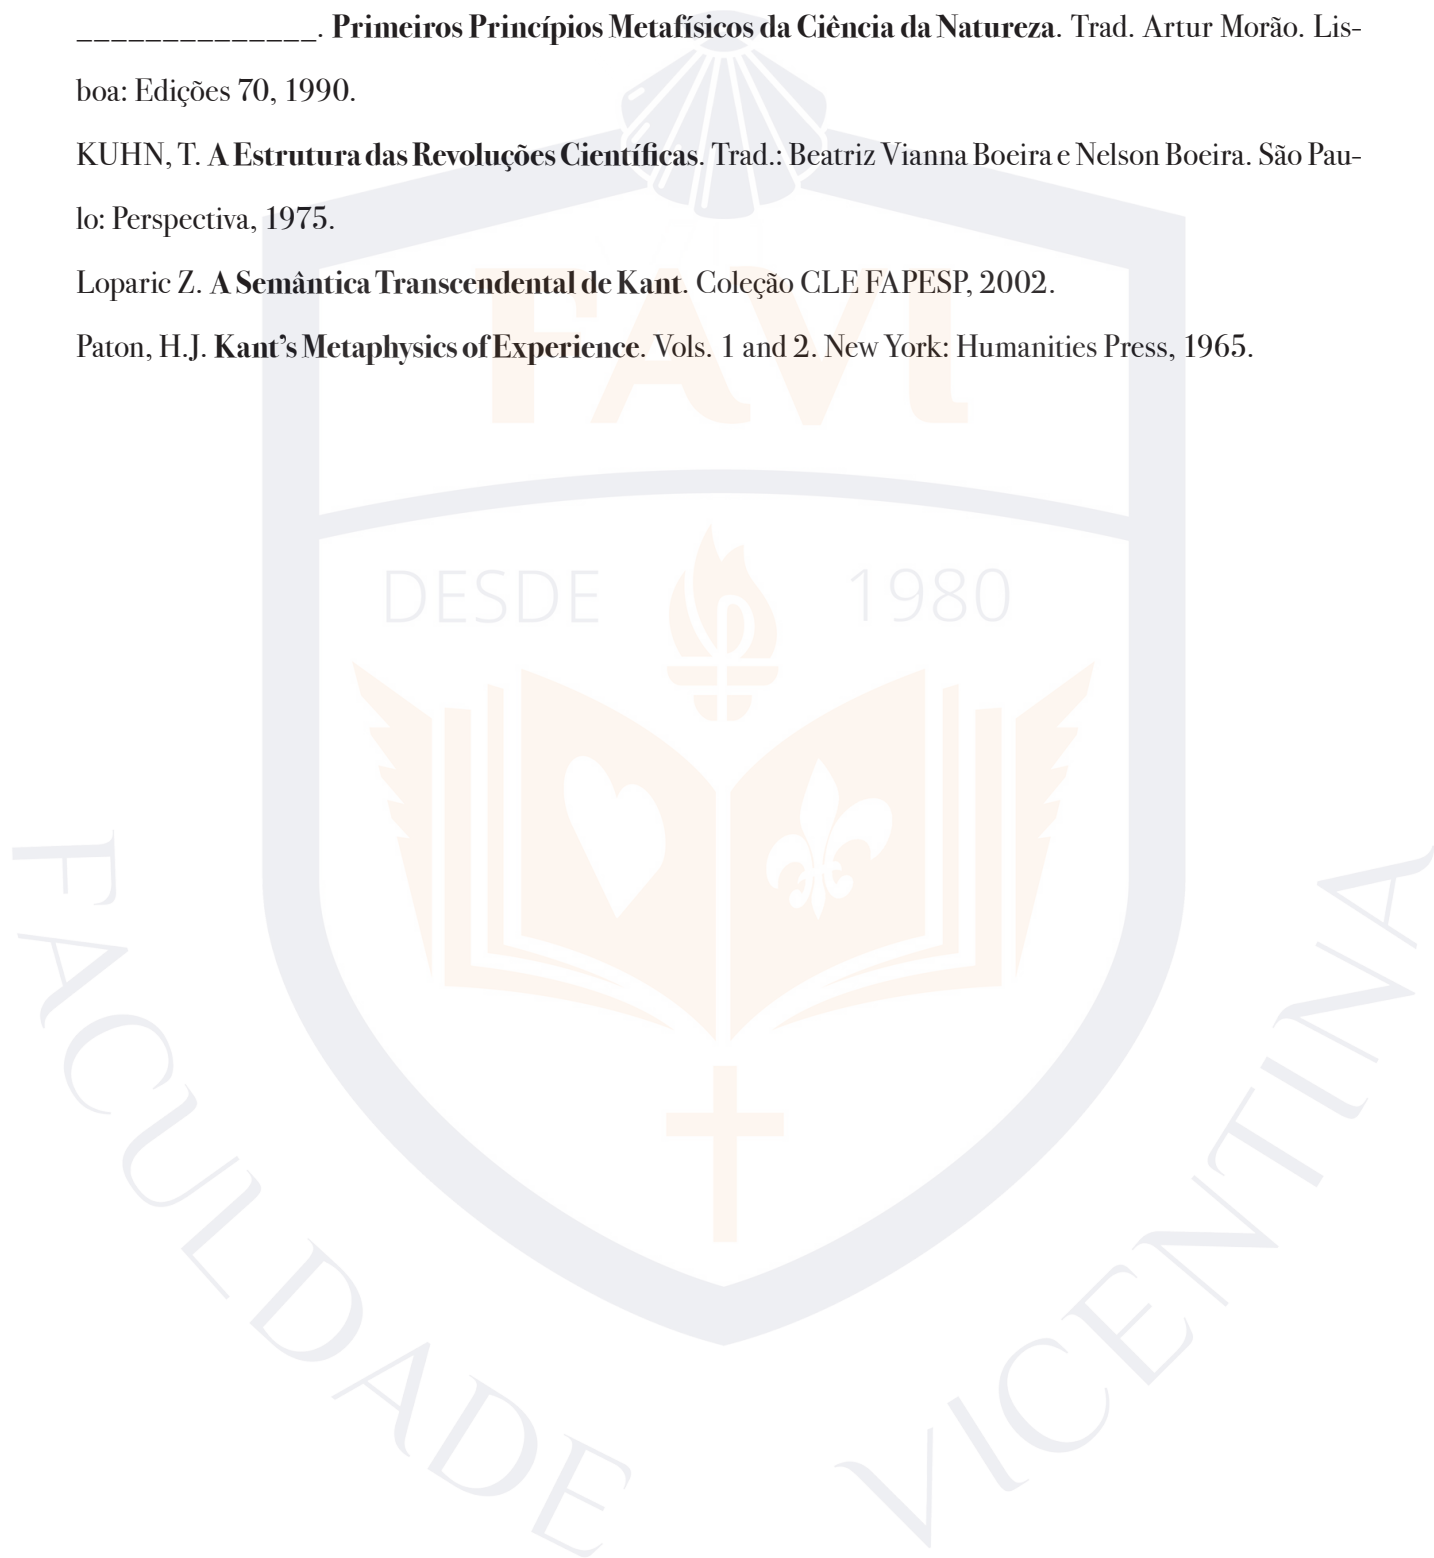 ______________. Primeiros Princípios Metafísicos da Ciência da Natureza. Trad. Artur Morão. Lis-
boa: Edições 70, 1990.
KUHN, T. A Estrutura das Revoluções Científicas. Trad.: Beatriz Vianna Boeira e Nelson Boeira. São Pau-
lo: Perspectiva, 1975.
Loparic Z. A Semântica Transcendental de Kant. Coleção CLE FAPESP, 2002.
Paton, H.J. Kant’s Metaphysics of Experience. Vols. 1 and 2. New York: Humanities Press, 1965.
FAVI
DESDE 1980
FACULDADE VICENTINA